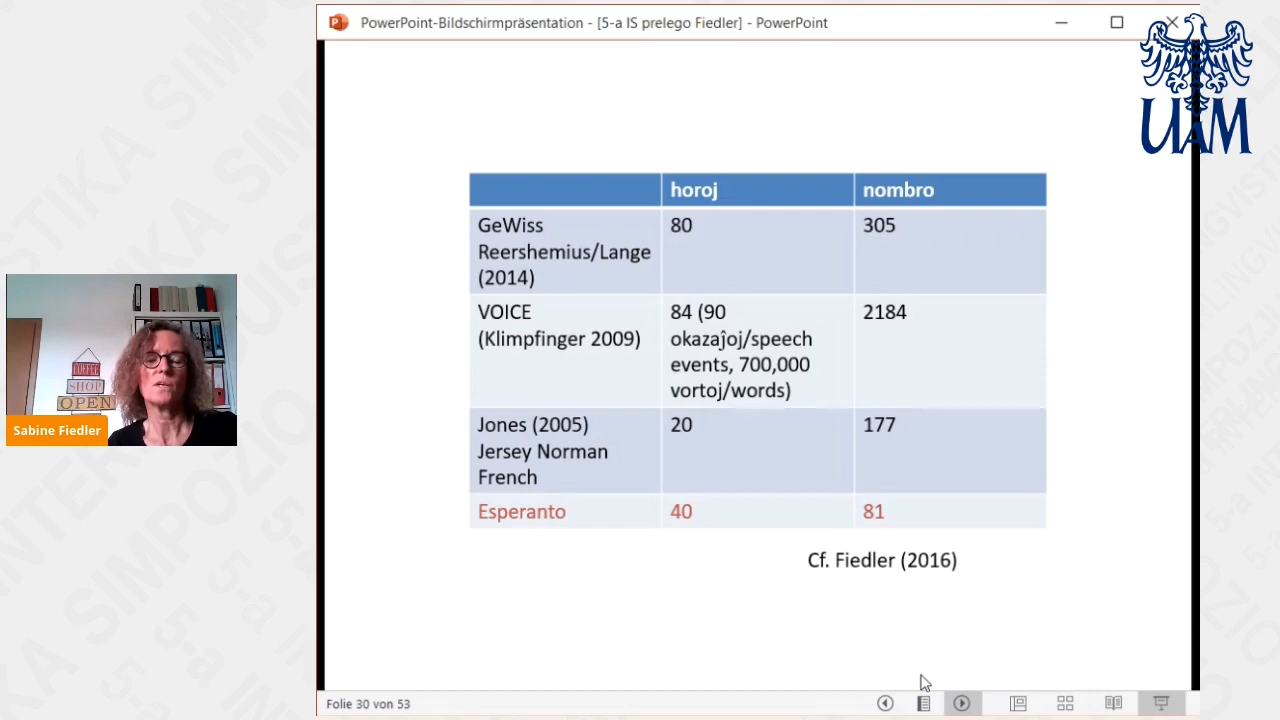 PowerPoint-Bildschirmpräsentation - [5-a IS prelego Fiedler] - PowerPoint
UAM
horoj nombro
GeWiss
Reershemius/Lange
(2014)
80
305
VOICE
(Klimpfinger 2009)
84 (90
okazaĵoj/speech
events, 700,000
vortoj/words)
2184
Jones (2005)
Jersey Norman
French
20
177
Esperanto 40 81
Cf. Fiedler (2016)
COFFEE
SHOP
OPEN
Sabine Fiedler
Folie 30 von 53